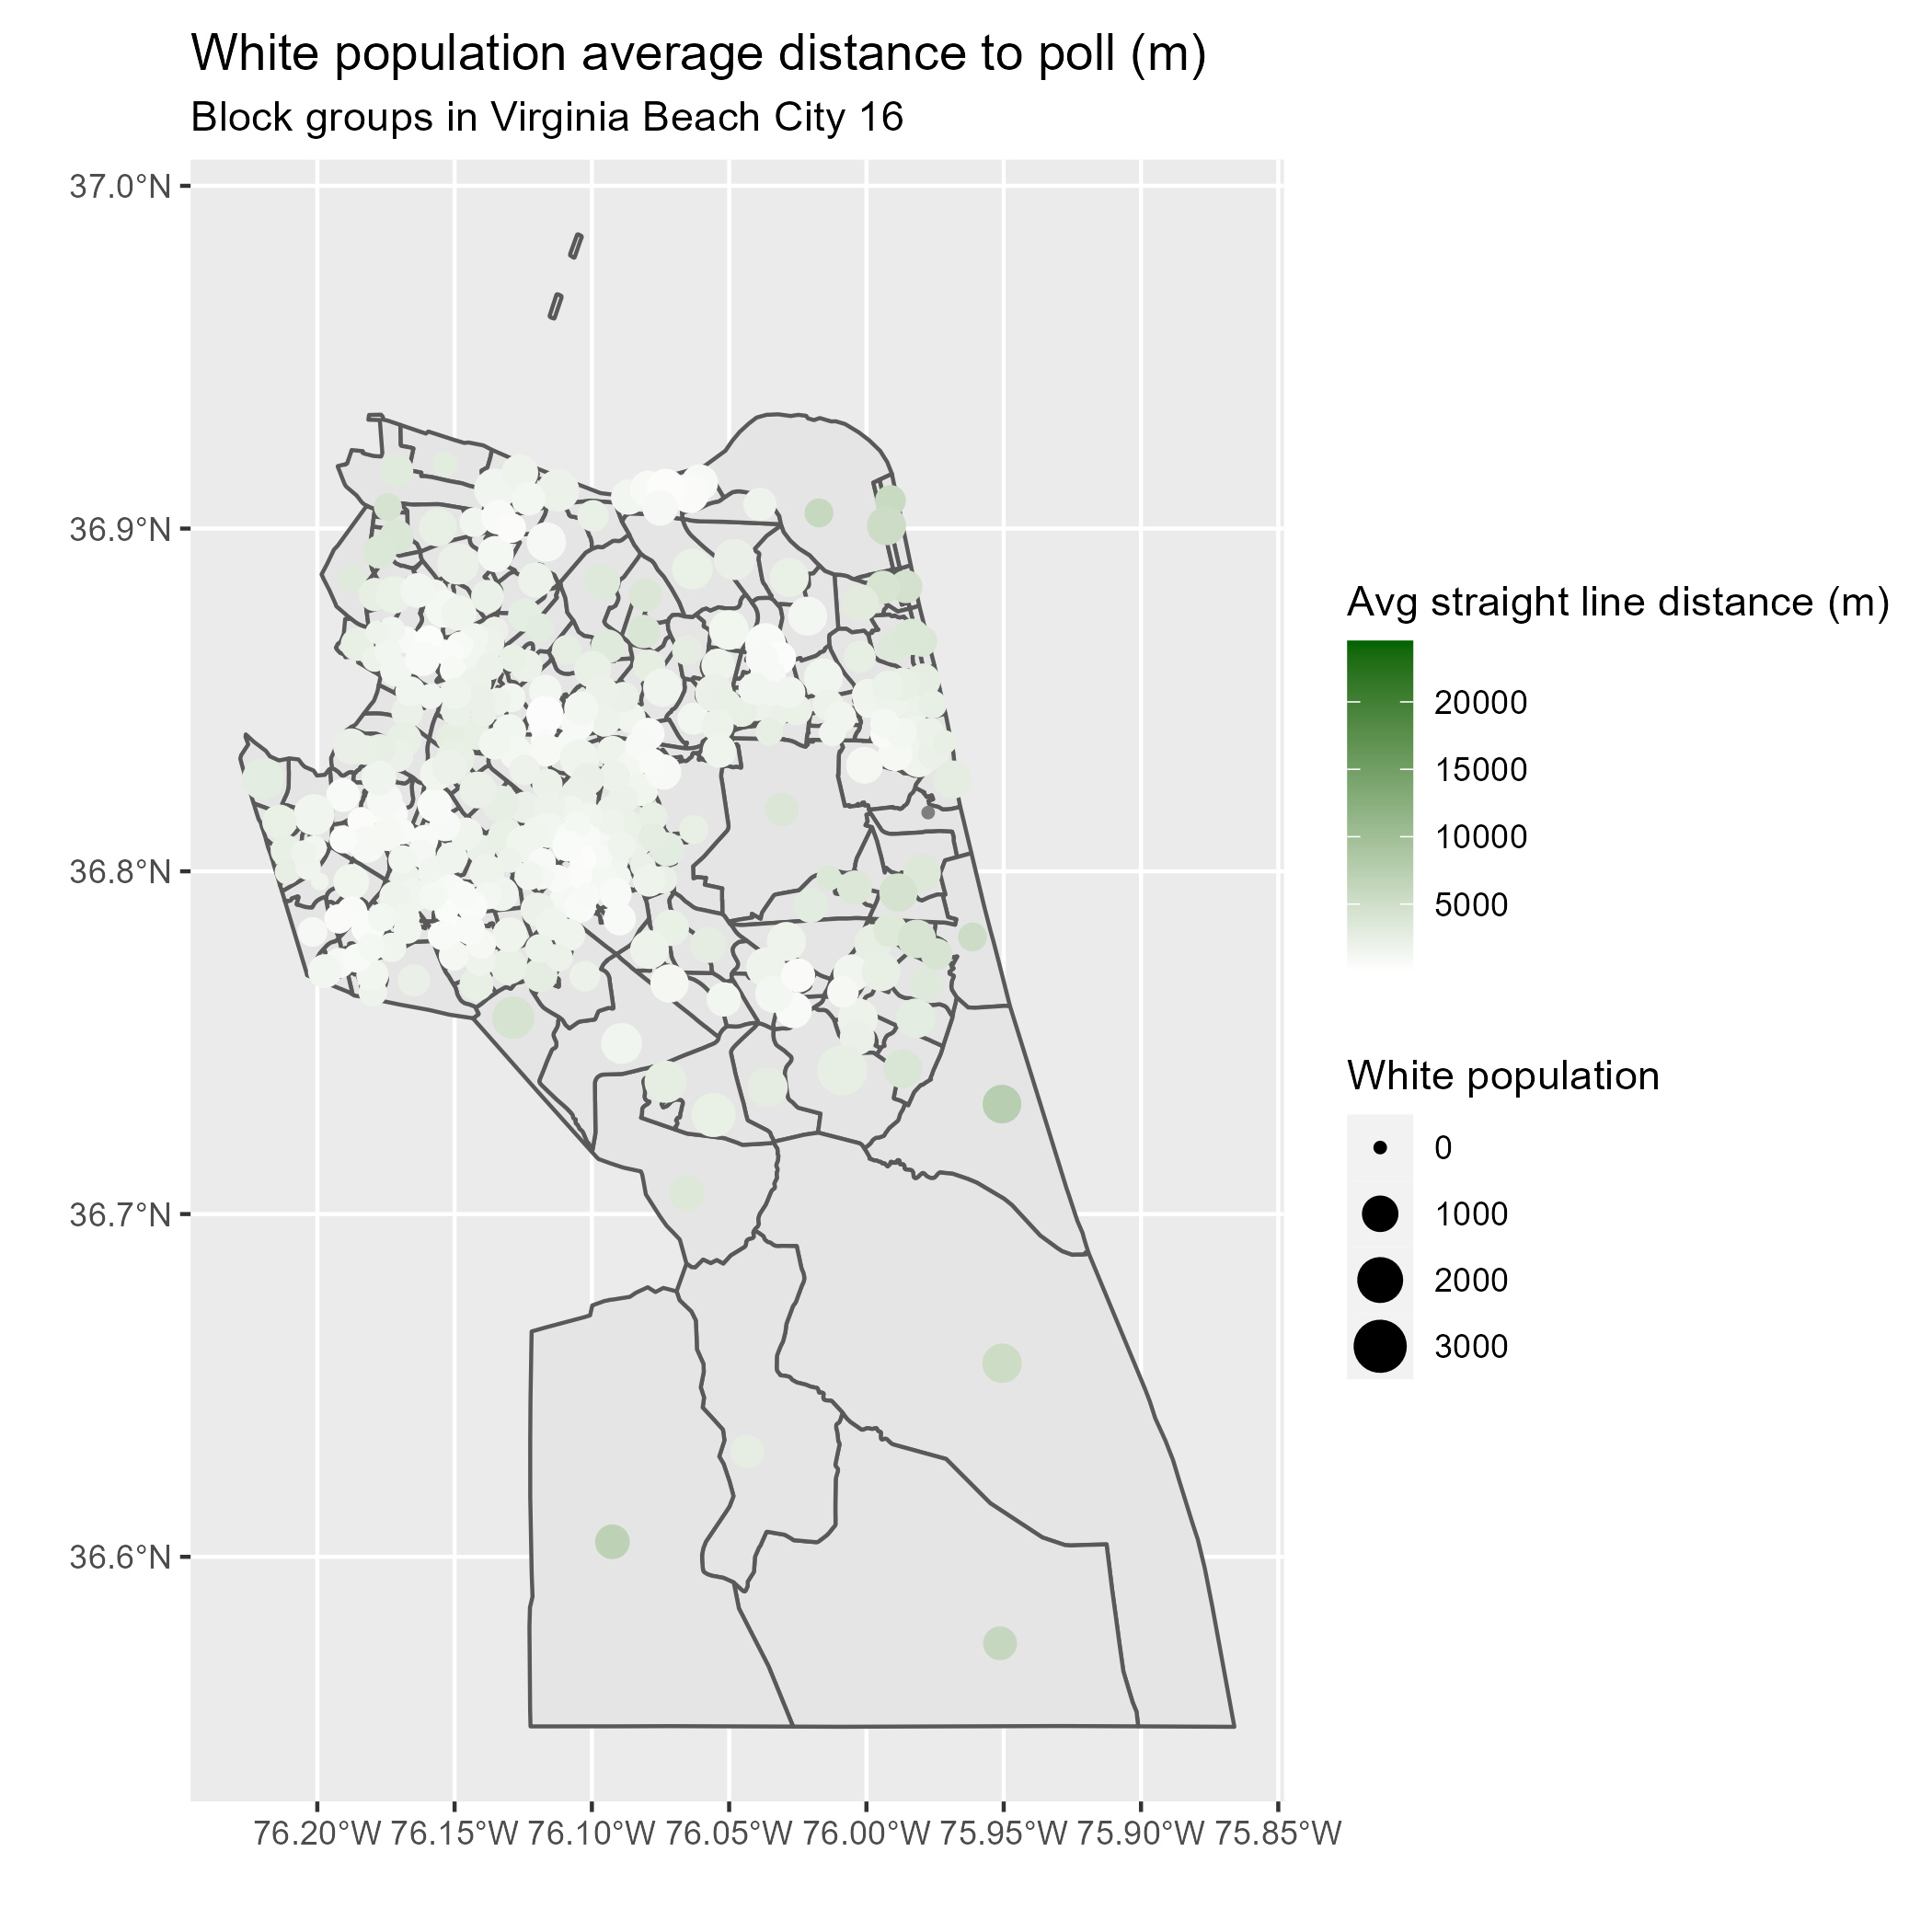 White population average distance to poll (m)
Block groups in Virginia Beach City 16
37.0°N
36.9°N
36.8°N
36.7°N
36.6°N
76.20°W 76.15°W 76.10°W 76.05°W 76.00°W 75.95°W 75.90°W 75.85°W
Avg straight line distance (m)
20000
15000
10000
5000
White population
0
1000
2000
3000